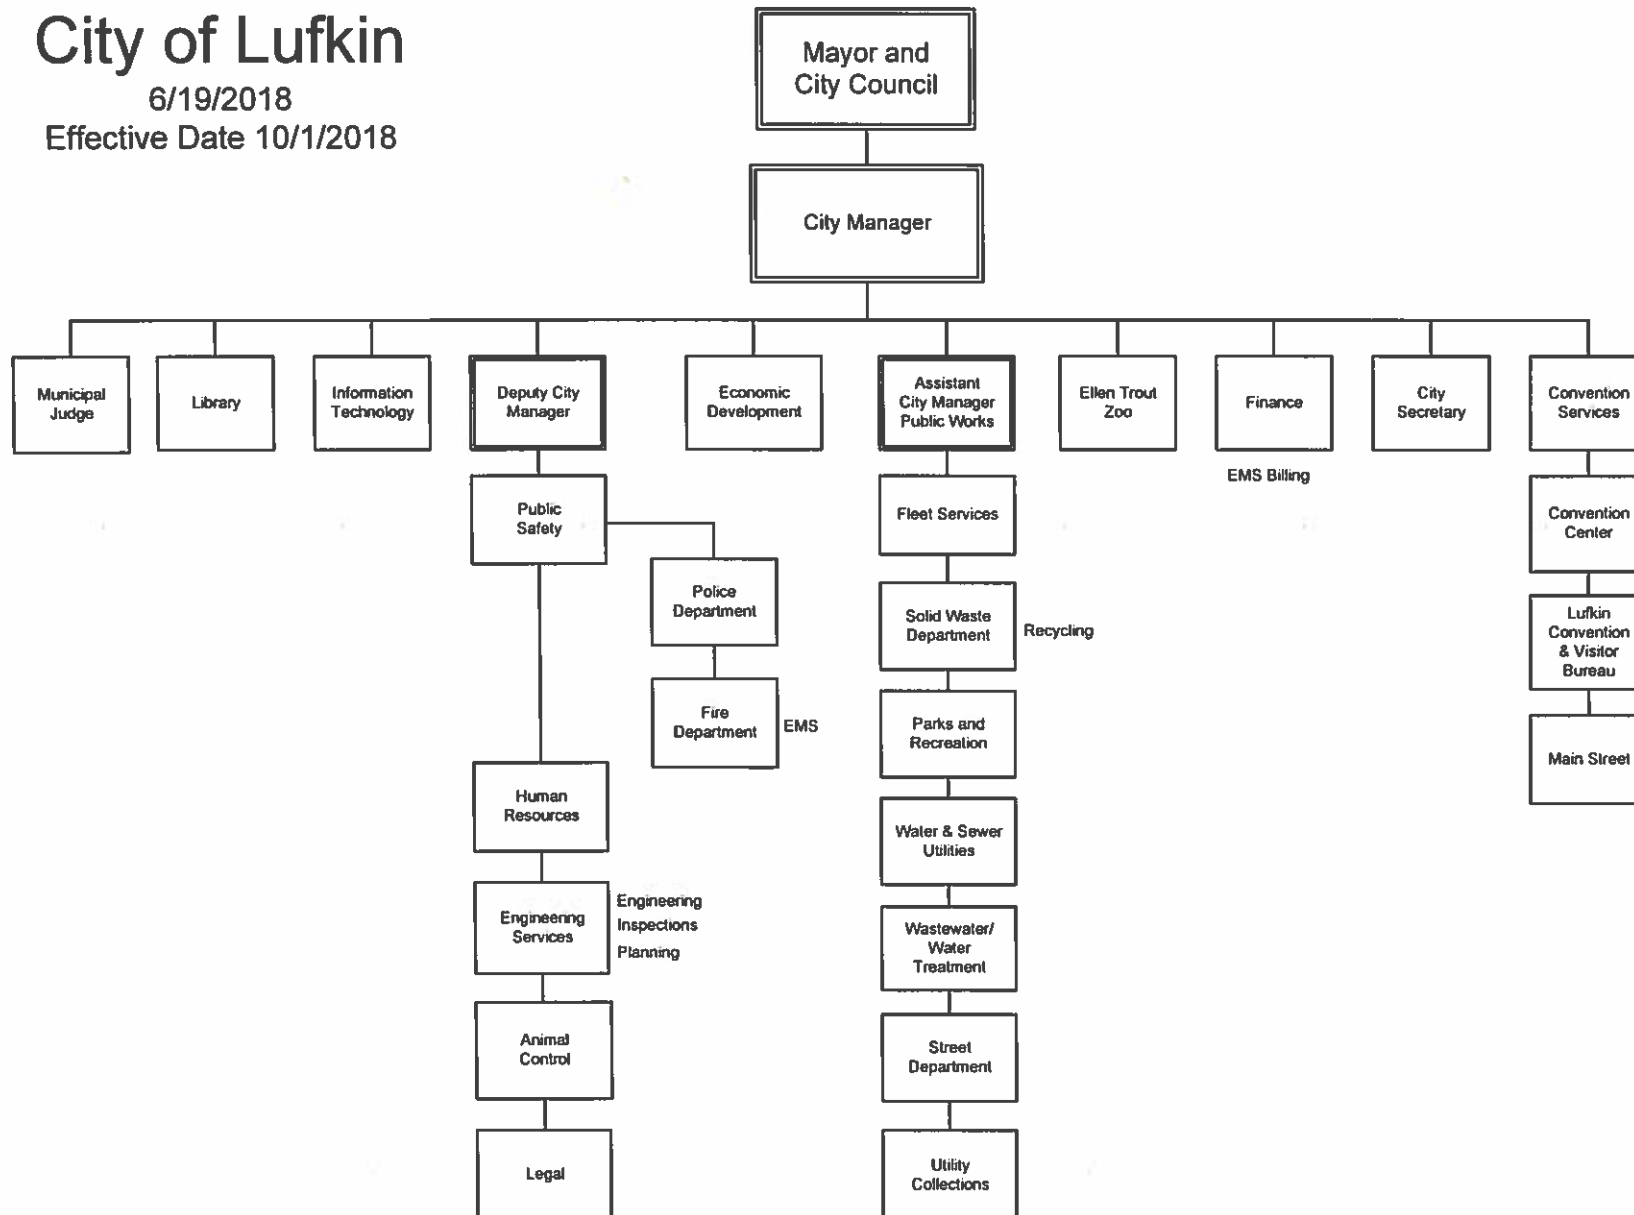 City of Lufkin
6/19/2018
Effective Date 10/1/2018
Mayor and
City Council
City Manager
Municipal
Judge
Library
Information
Technology
Deputy City
Manager
Economic
Development
Assistant
City Manager
Public Works
Ellen Trout
Zoo
Finance
City
Secretary
Convention
Services
EMS Billing
Public
Safety
Police
Department
Fire
Department
EMS
Human
Resources
Engineering
Services
Engineering
Inspections
Planning
Animal
Control
Legal
Fleet Services
Solid Waste
Department
Recycling
Parks and
Recreation
Water & Sewer
Utilities
Wastewater/
Water
Treatment
Street
Department
Utility
Collections
Convention
Center
Lufkin
Convention
& Visitor
Bureau
Main Street